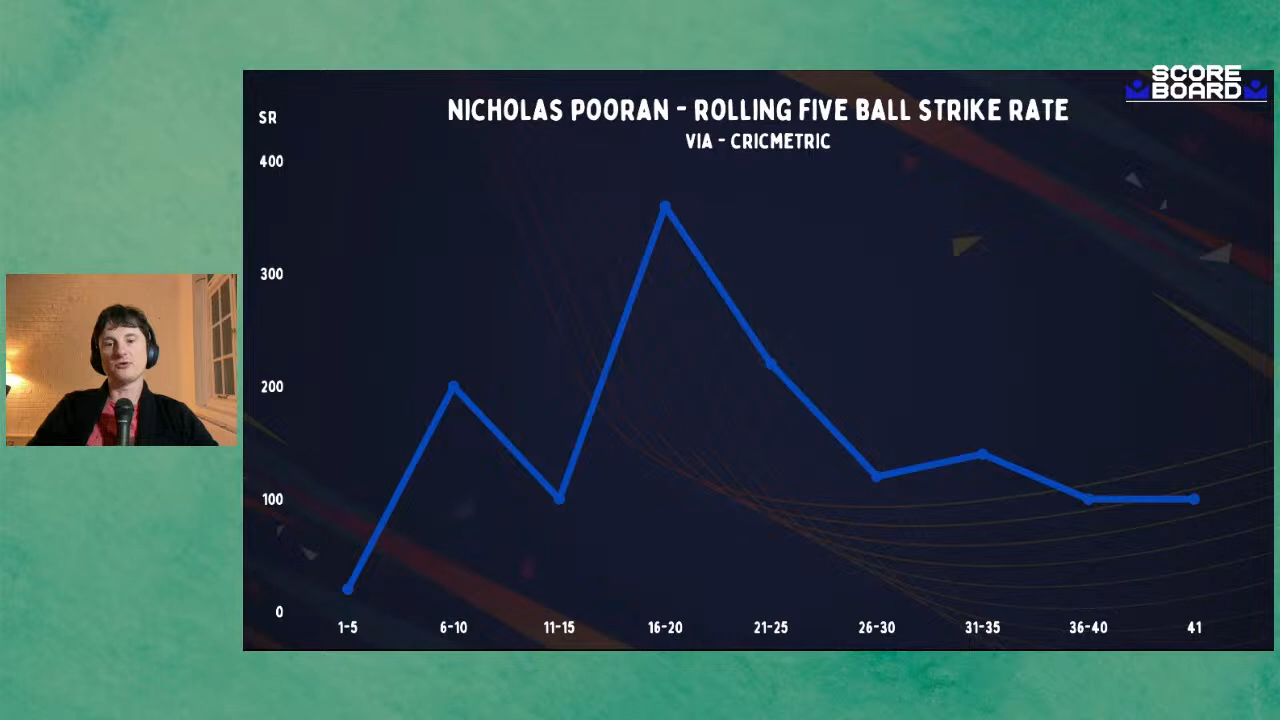 SCORE
BOARD
NICHOLAS POORAN - ROLLING FIVE BALL STRIKE RATE
VIA - CRICMETRIC
SR
400
300
200
100
0
1-5 6-10 11-15 16-20 21-25 26-30 31-35 36-40 41